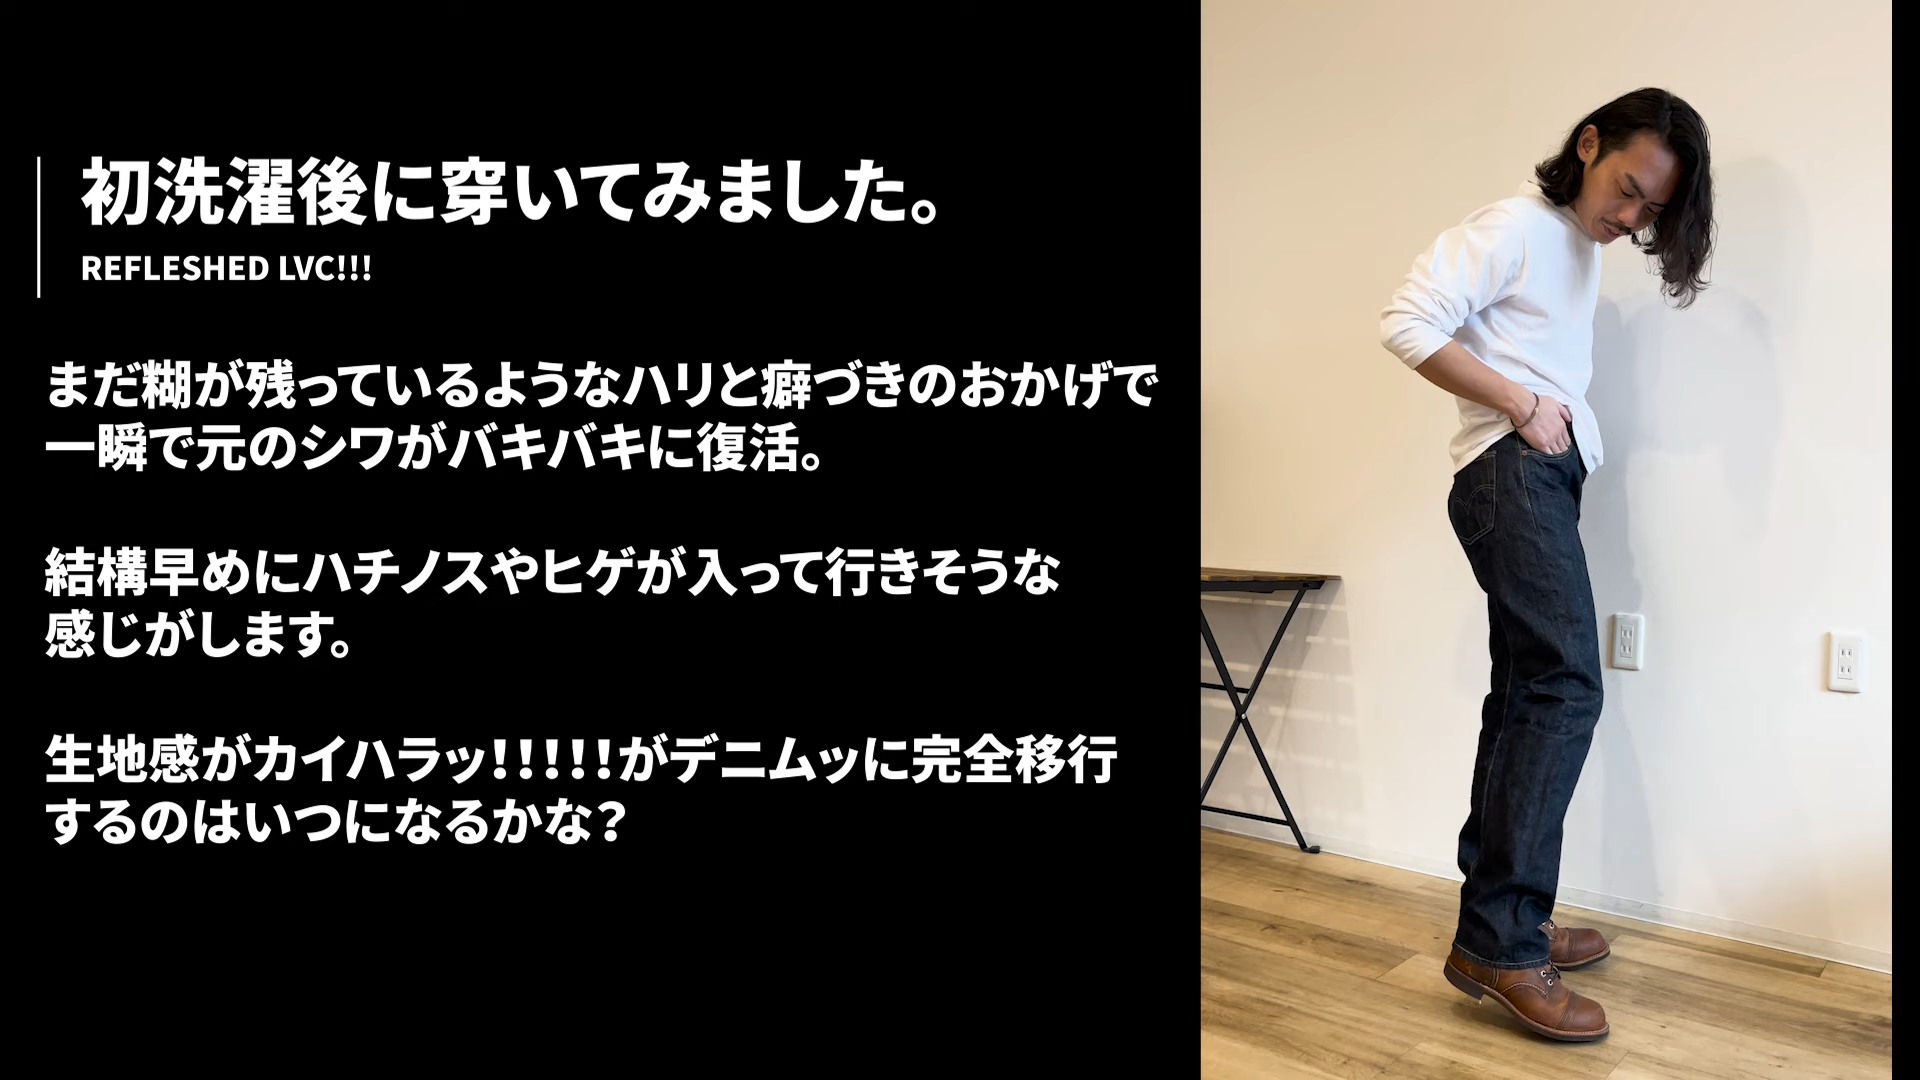 初洗濯後に穿いてみました。
REFLESHED LVC!!!
まだ糊が残っているようなハリと癖づきのおかげで
一瞬で元のシワがバキバキに復活。
結構早めにハチノスやヒゲが入って行きそうな
感じがします。
生地感がカイハラッ！！！！！がデニムッに完全移行
するのはいつになるかな？